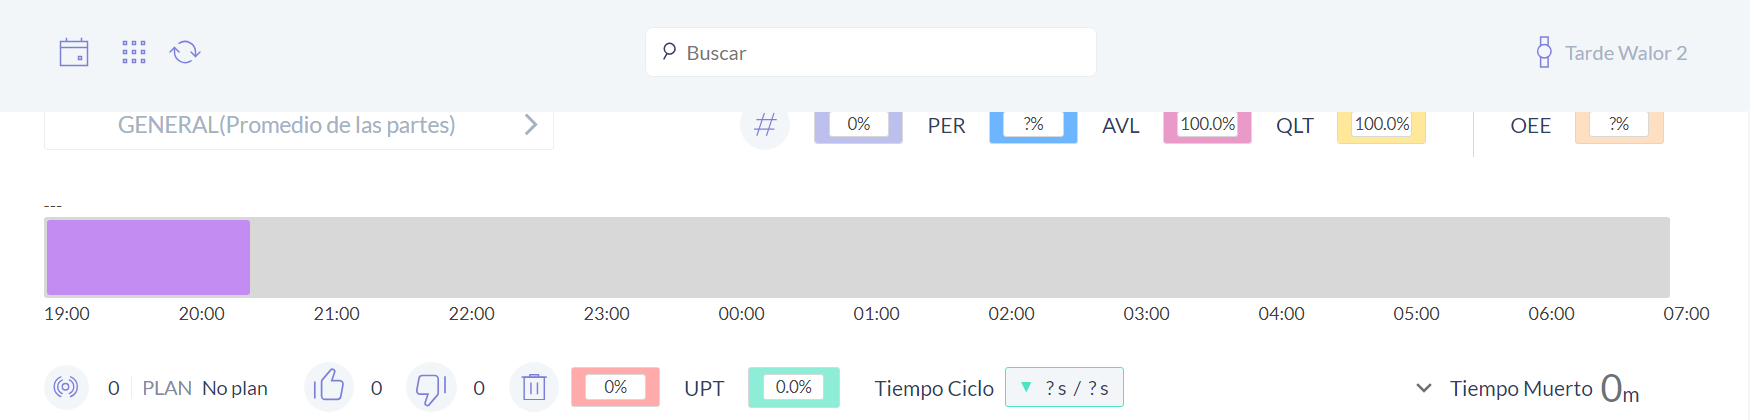 Buscar
Tarde Walor 2
GENERAL(Promedio de las partes)
# 0% PER ?% AVL 100.0% QLT 100.0% OEE ?%
---
19:00 20:00 21:00 22:00 23:00 00:00 01:00 02:00 03:00 04:00 05:00 06:00 07:00
0 PLAN No plan 0 0 0% UPT 0.0% Tiempo Ciclo ▼ ?s / ?s Tiempo Muerto 0m